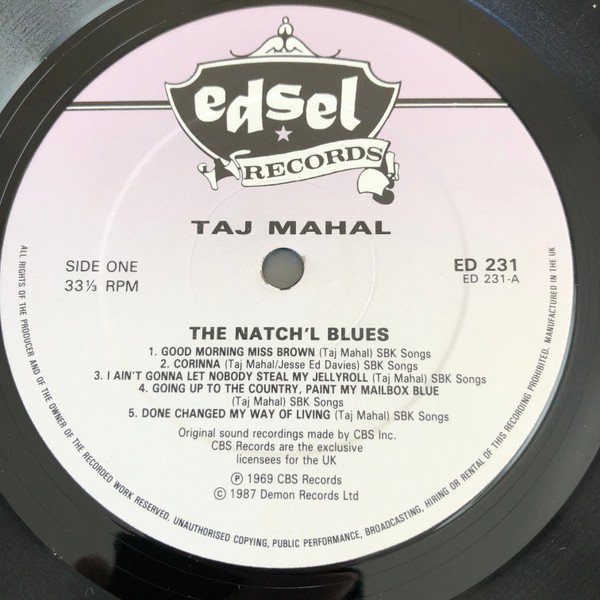 edsel
RECORDS
TAJ MAHAL
SIDE ONE
33⅓ RPM
ED 231
ED 231-A
THE NATCH'L BLUES
1. GOOD MORNING MISS BROWN (Taj Mahal) SBK Songs
2. CORINNA (Taj Mahal/Jesse Ed Davies) SBK Songs
3. I AIN'T GONNA LET NOBODY STEAL MY JELLYROLL (Taj Mahal) SBK Songs
4. GOING UP TO THE COUNTRY, PAINT MY MAILBOX BLUE
(Taj Mahal) SBK Songs
5. DONE CHANGED MY WAY OF LIVING (Taj Mahal) SBK Songs
Original sound recordings made by CBS Inc.
CBS Records are the exclusive
licensees for the UK
℗ 1969 CBS Records
© 1987 Demon Records Ltd
ALL RIGHTS OF THE PRODUCER AND OF THE OWNER OF THE RECORDED WORK RESERVED. UNAUTHORISED COPYING, PUBLIC PERFORMANCE, BROADCASTING, HIRING OR RENTAL OF THIS RECORDING PROHIBITED. MANUFACTURED IN THE UK